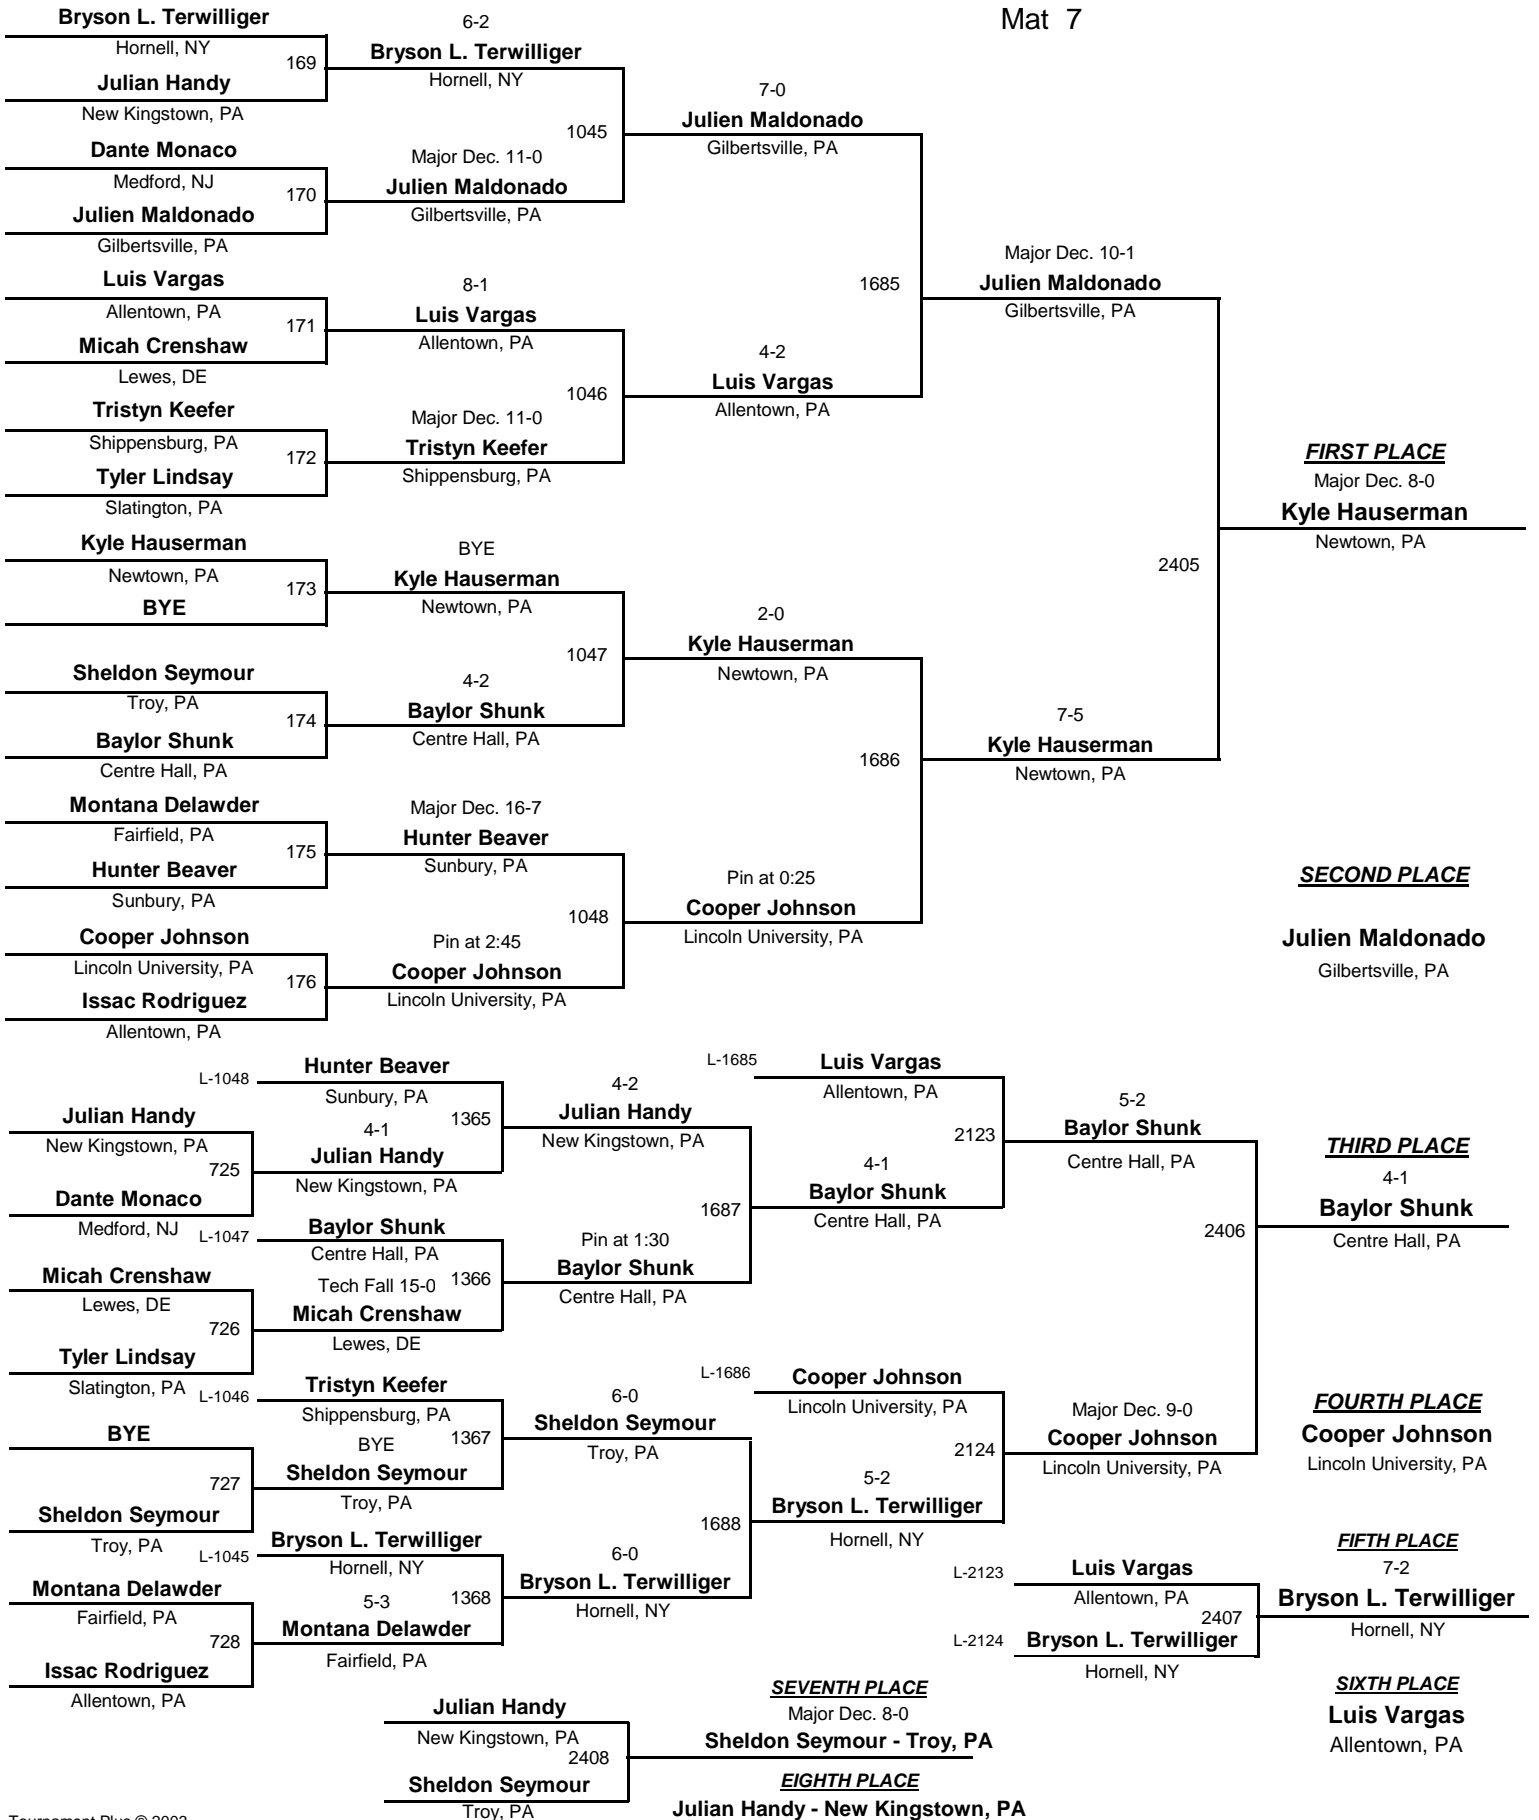 Mat 7
Bryson L. Terwilliger
Hornell, NY
169
Julian Handy
New Kingstown, PA
Dante Monaco
Medford, NJ
170
Julien Maldonado
Gilbertsville, PA
Luis Vargas
Allentown, PA
171
Micah Crenshaw
Lewes, DE
Tristyn Keefer
Shippensburg, PA
172
Tyler Lindsay
Slatington, PA
Kyle Hauserman
Newtown, PA
173
BYE
Sheldon Seymour
Troy, PA
174
Baylor Shunk
Centre Hall, PA
Montana Delawder
Fairfield, PA
175
Hunter Beaver
Sunbury, PA
Cooper Johnson
Lincoln University, PA
176
Issac Rodriguez
Allentown, PA
6-2
Bryson L. Terwilliger
Hornell, NY
1045
Major Dec. 11-0
Julien Maldonado
Gilbertsville, PA
8-1
Luis Vargas
Allentown, PA
1046
Major Dec. 11-0
Tristyn Keefer
Shippensburg, PA
BYE
Kyle Hauserman
Newtown, PA
1047
4-2
Baylor Shunk
Centre Hall, PA
Major Dec. 16-7
Hunter Beaver
Sunbury, PA
1048
Pin at 2:45
Cooper Johnson
Lincoln University, PA
7-0
Julien Maldonado
Gilbertsville, PA
1685
4-2
Luis Vargas
Allentown, PA
2-0
Kyle Hauserman
Newtown, PA
1686
Pin at 0:25
Cooper Johnson
Lincoln University, PA
Major Dec. 10-1
Julien Maldonado
Gilbertsville, PA
2405
7-5
Kyle Hauserman
Newtown, PA
FIRST PLACE
Major Dec. 8-0
Kyle Hauserman
Newtown, PA
SECOND PLACE
Julien Maldonado
Gilbertsville, PA
Julian Handy
New Kingstown, PA
725
Dante Monaco
Medford, NJ
Micah Crenshaw
Lewes, DE
726
Tyler Lindsay
Slatington, PA
BYE
727
Sheldon Seymour
Troy, PA
Montana Delawder
Fairfield, PA
728
Issac Rodriguez
Allentown, PA
L-1048
Hunter Beaver
Sunbury, PA
1365
4-1
Julian Handy
New Kingstown, PA
L-1047
Baylor Shunk
Centre Hall, PA
Tech Fall 15-0
1366
Micah Crenshaw
Lewes, DE
L-1046
Tristyn Keefer
Shippensburg, PA
BYE
1367
Sheldon Seymour
Troy, PA
L-1045
Bryson L. Terwilliger
Hornell, NY
5-3
1368
Montana Delawder
Fairfield, PA
4-2
Julian Handy
New Kingstown, PA
1687
Pin at 1:30
Baylor Shunk
Centre Hall, PA
6-0
Sheldon Seymour
Troy, PA
1688
6-0
Bryson L. Terwilliger
Hornell, NY
L-1685
Luis Vargas
Allentown, PA
2123
4-1
Baylor Shunk
Centre Hall, PA
L-1686
Cooper Johnson
Lincoln University, PA
2124
5-2
Bryson L. Terwilliger
Hornell, NY
5-2
Baylor Shunk
Centre Hall, PA
2406
Major Dec. 9-0
Cooper Johnson
Lincoln University, PA
THIRD PLACE
4-1
Baylor Shunk
Centre Hall, PA
FOURTH PLACE
Cooper Johnson
Lincoln University, PA
L-2123
Luis Vargas
Allentown, PA
2407
L-2124
Bryson L. Terwilliger
Hornell, NY
FIFTH PLACE
7-2
Bryson L. Terwilliger
Hornell, NY
SIXTH PLACE
Luis Vargas
Allentown, PA
Julian Handy
New Kingstown, PA
2408
Sheldon Seymour
Troy, PA
SEVENTH PLACE
Major Dec. 8-0
Sheldon Seymour - Troy, PA
EIGHTH PLACE
Julian Handy - New Kingstown, PA